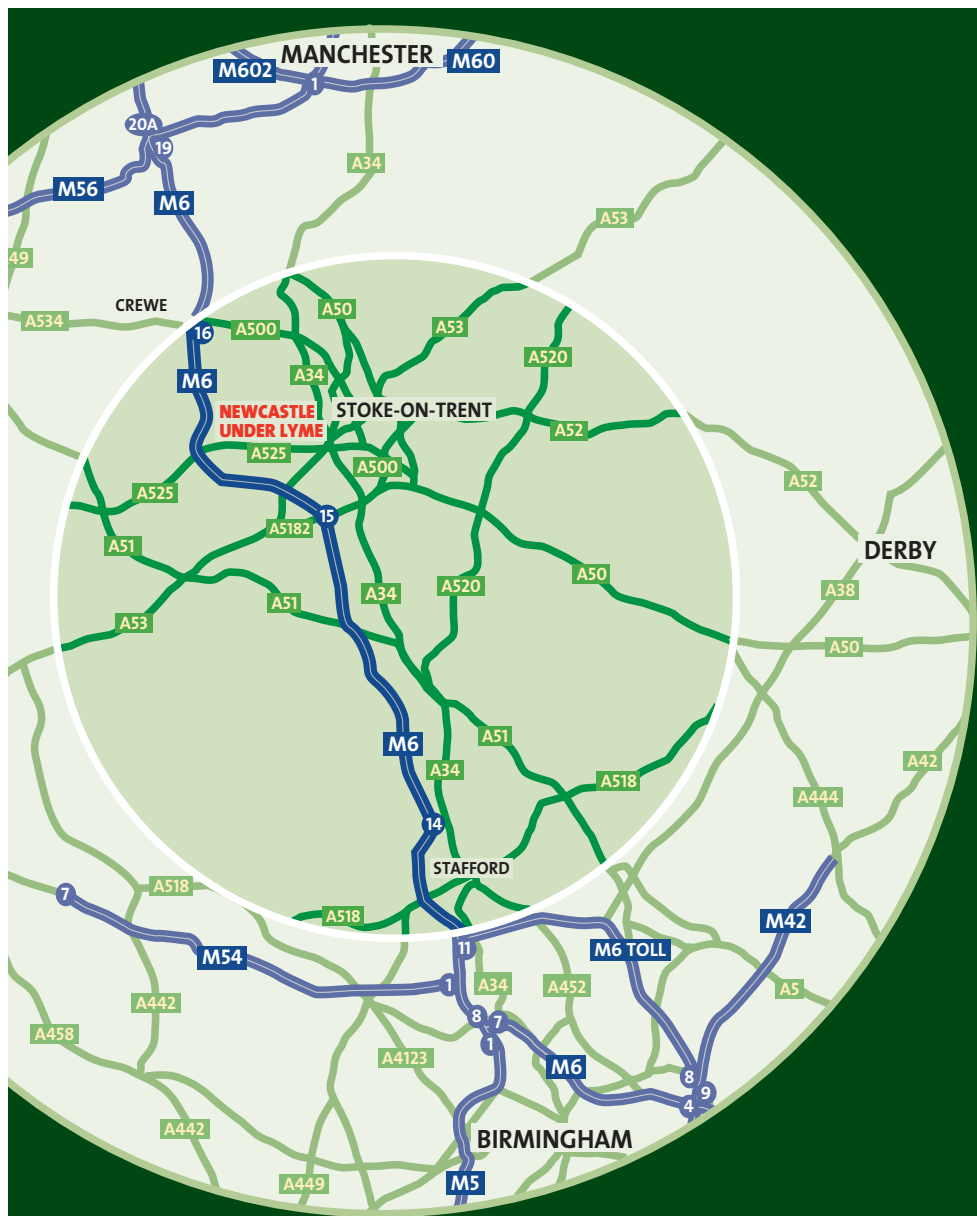 MANCHESTER
M602
M60
1
20A
19
A34
M56
M6
A53
49
CREWE
A534
16
A500
A50
A53
A520
M6
A34
NEWCASTLE
UNDER LYME
STOKE-ON-TRENT
A52
A525
A500
A52
A525
15
A5182
A51
DERBY
A50
A520
A34
A38
A51
A53
A50
M6
A51
A34
A518
A42
A444
14
STAFFORD
7
A518
A518
M42
M54
11
M6 TOLL
1
A34
A452
A5
A442
8
7
A458
1
A4123
M6
8
9
4
A442
BIRMINGHAM
A449
M5